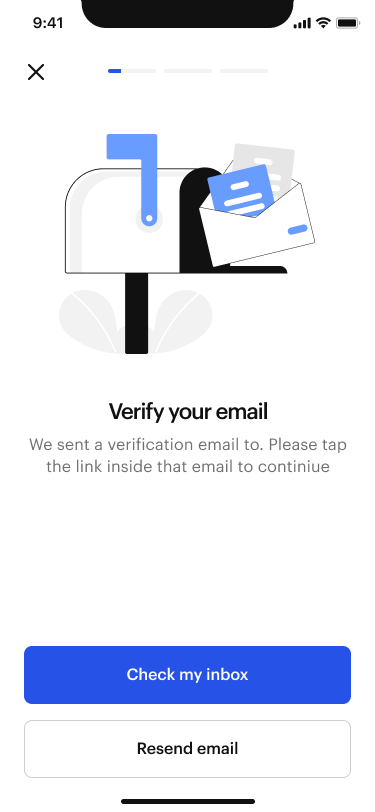 9:41
Verify your email
We sent a verification email to. Please tap
the link inside that email to continiue
Check my inbox
Resend email